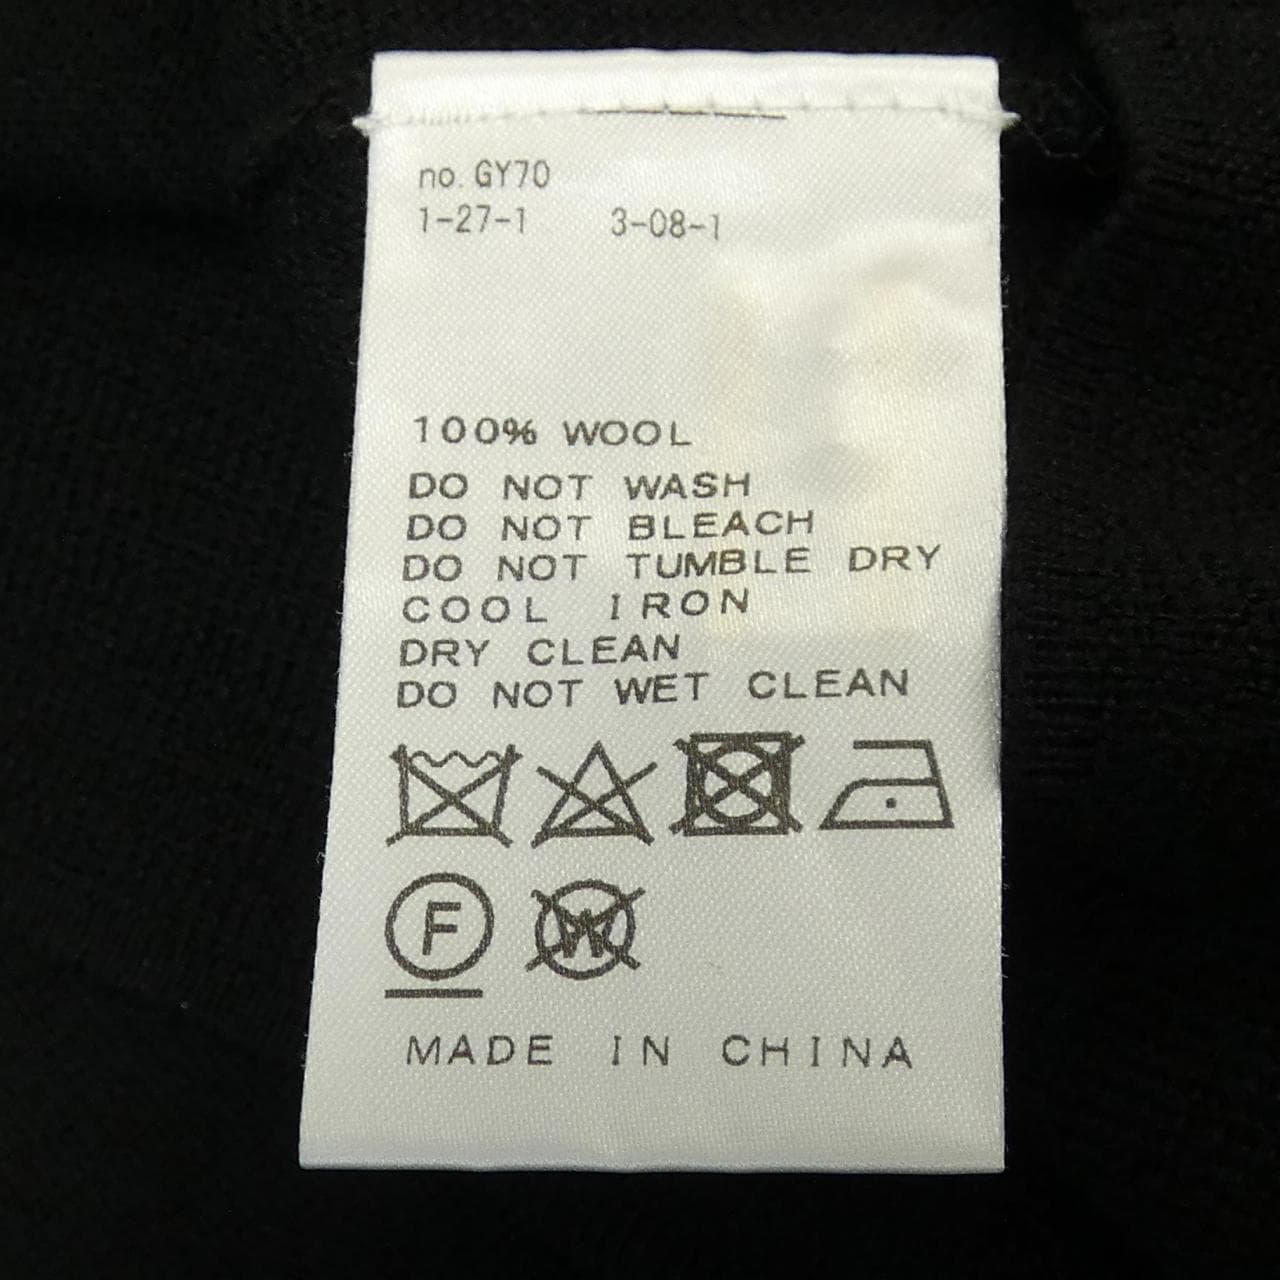 no. GY70
1-27-1 3-08-1
100% WOOL
DO NOT WASH
DO NOT BLEACH
DO NOT TUMBLE DRY
COOL IRON
DRY CLEAN
DO NOT WET CLEAN
F W
MADE IN CHINA